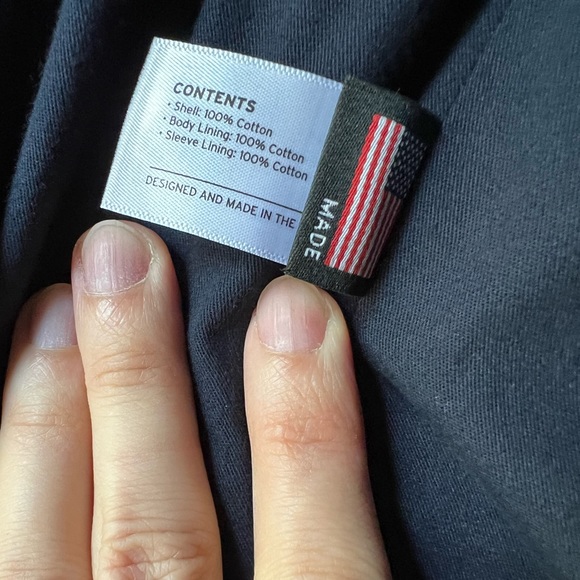 CONTENTS
• Shell: 100% Cotton
• Body Lining: 100% Cotton
• Sleeve Lining: 100% Cotton
DESIGNED AND MADE IN THE
MADE